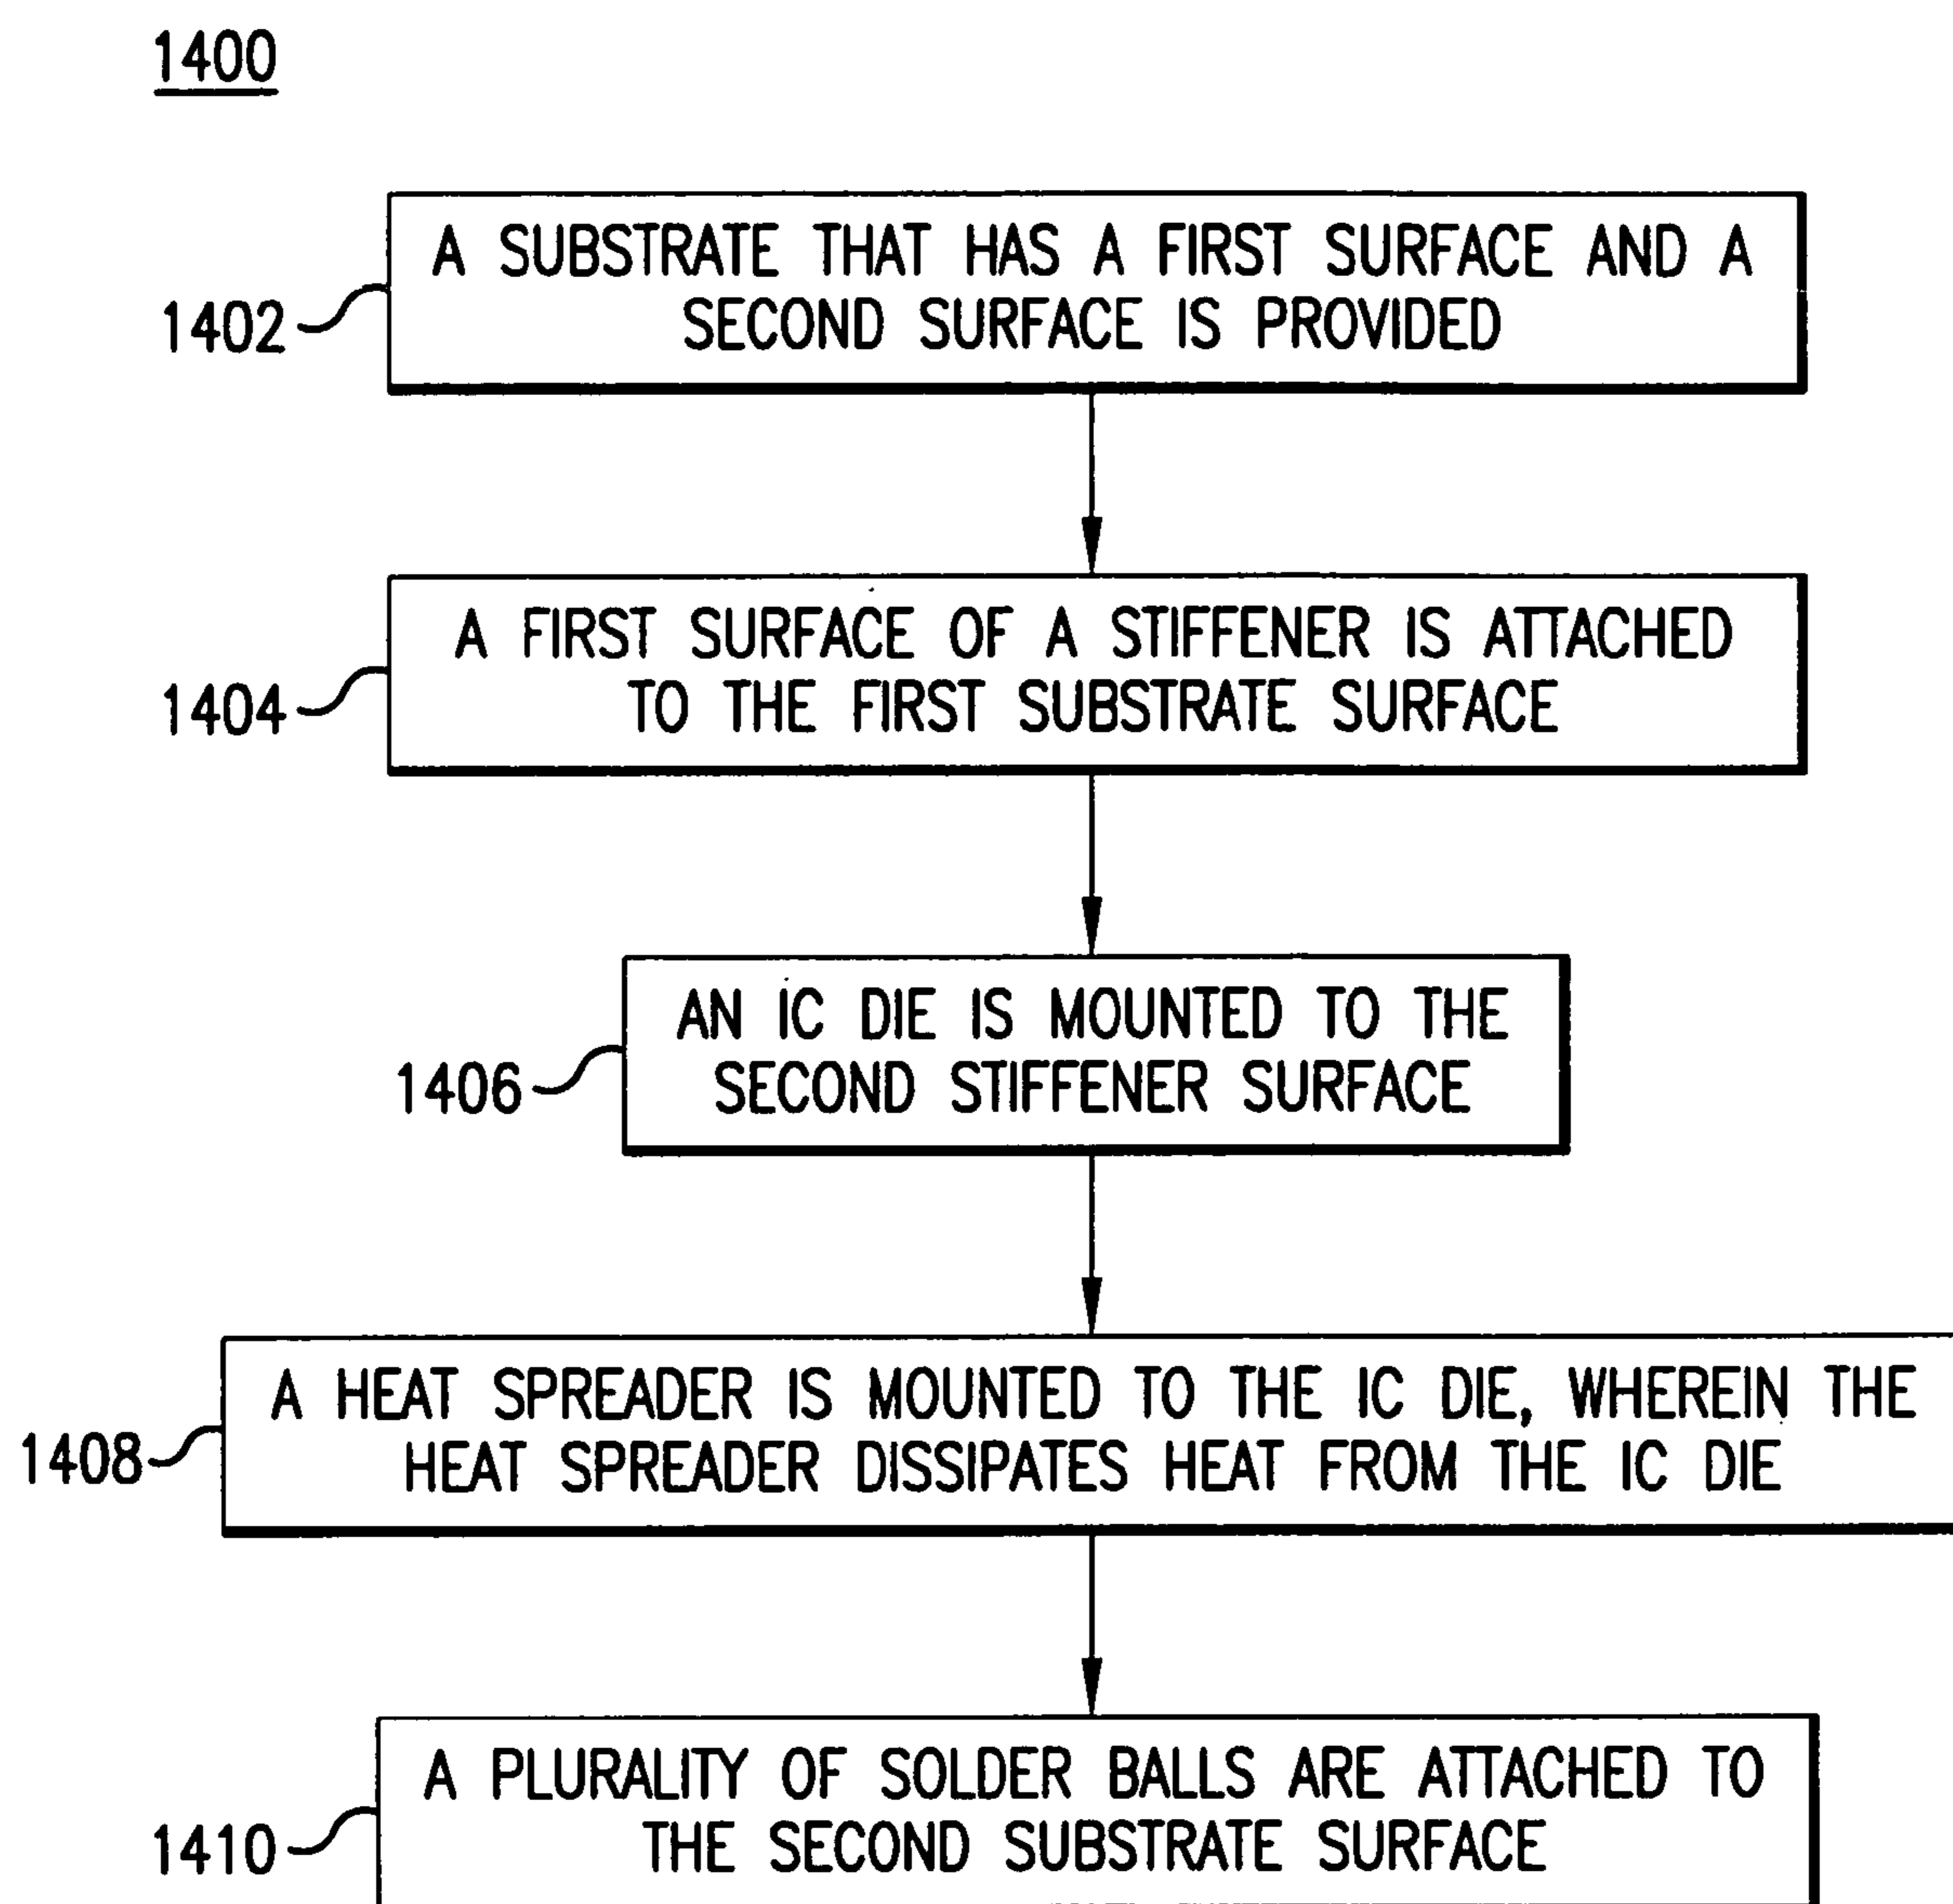 1400
A SUBSTRATE THAT HAS A FIRST SURFACE AND A
SECOND SURFACE IS PROVIDED
1402
A FIRST SURFACE OF A STIFFENER IS ATTACHED
TO THE FIRST SUBSTRATE SURFACE
1404
AN IC DIE IS MOUNTED TO THE
SECOND STIFFENER SURFACE
1406
A HEAT SPREADER IS MOUNTED TO THE IC DIE, WHEREIN THE
HEAT SPREADER DISSIPATES HEAT FROM THE IC DIE
1408
A PLURALITY OF SOLDER BALLS ARE ATTACHED TO
THE SECOND SUBSTRATE SURFACE
1410